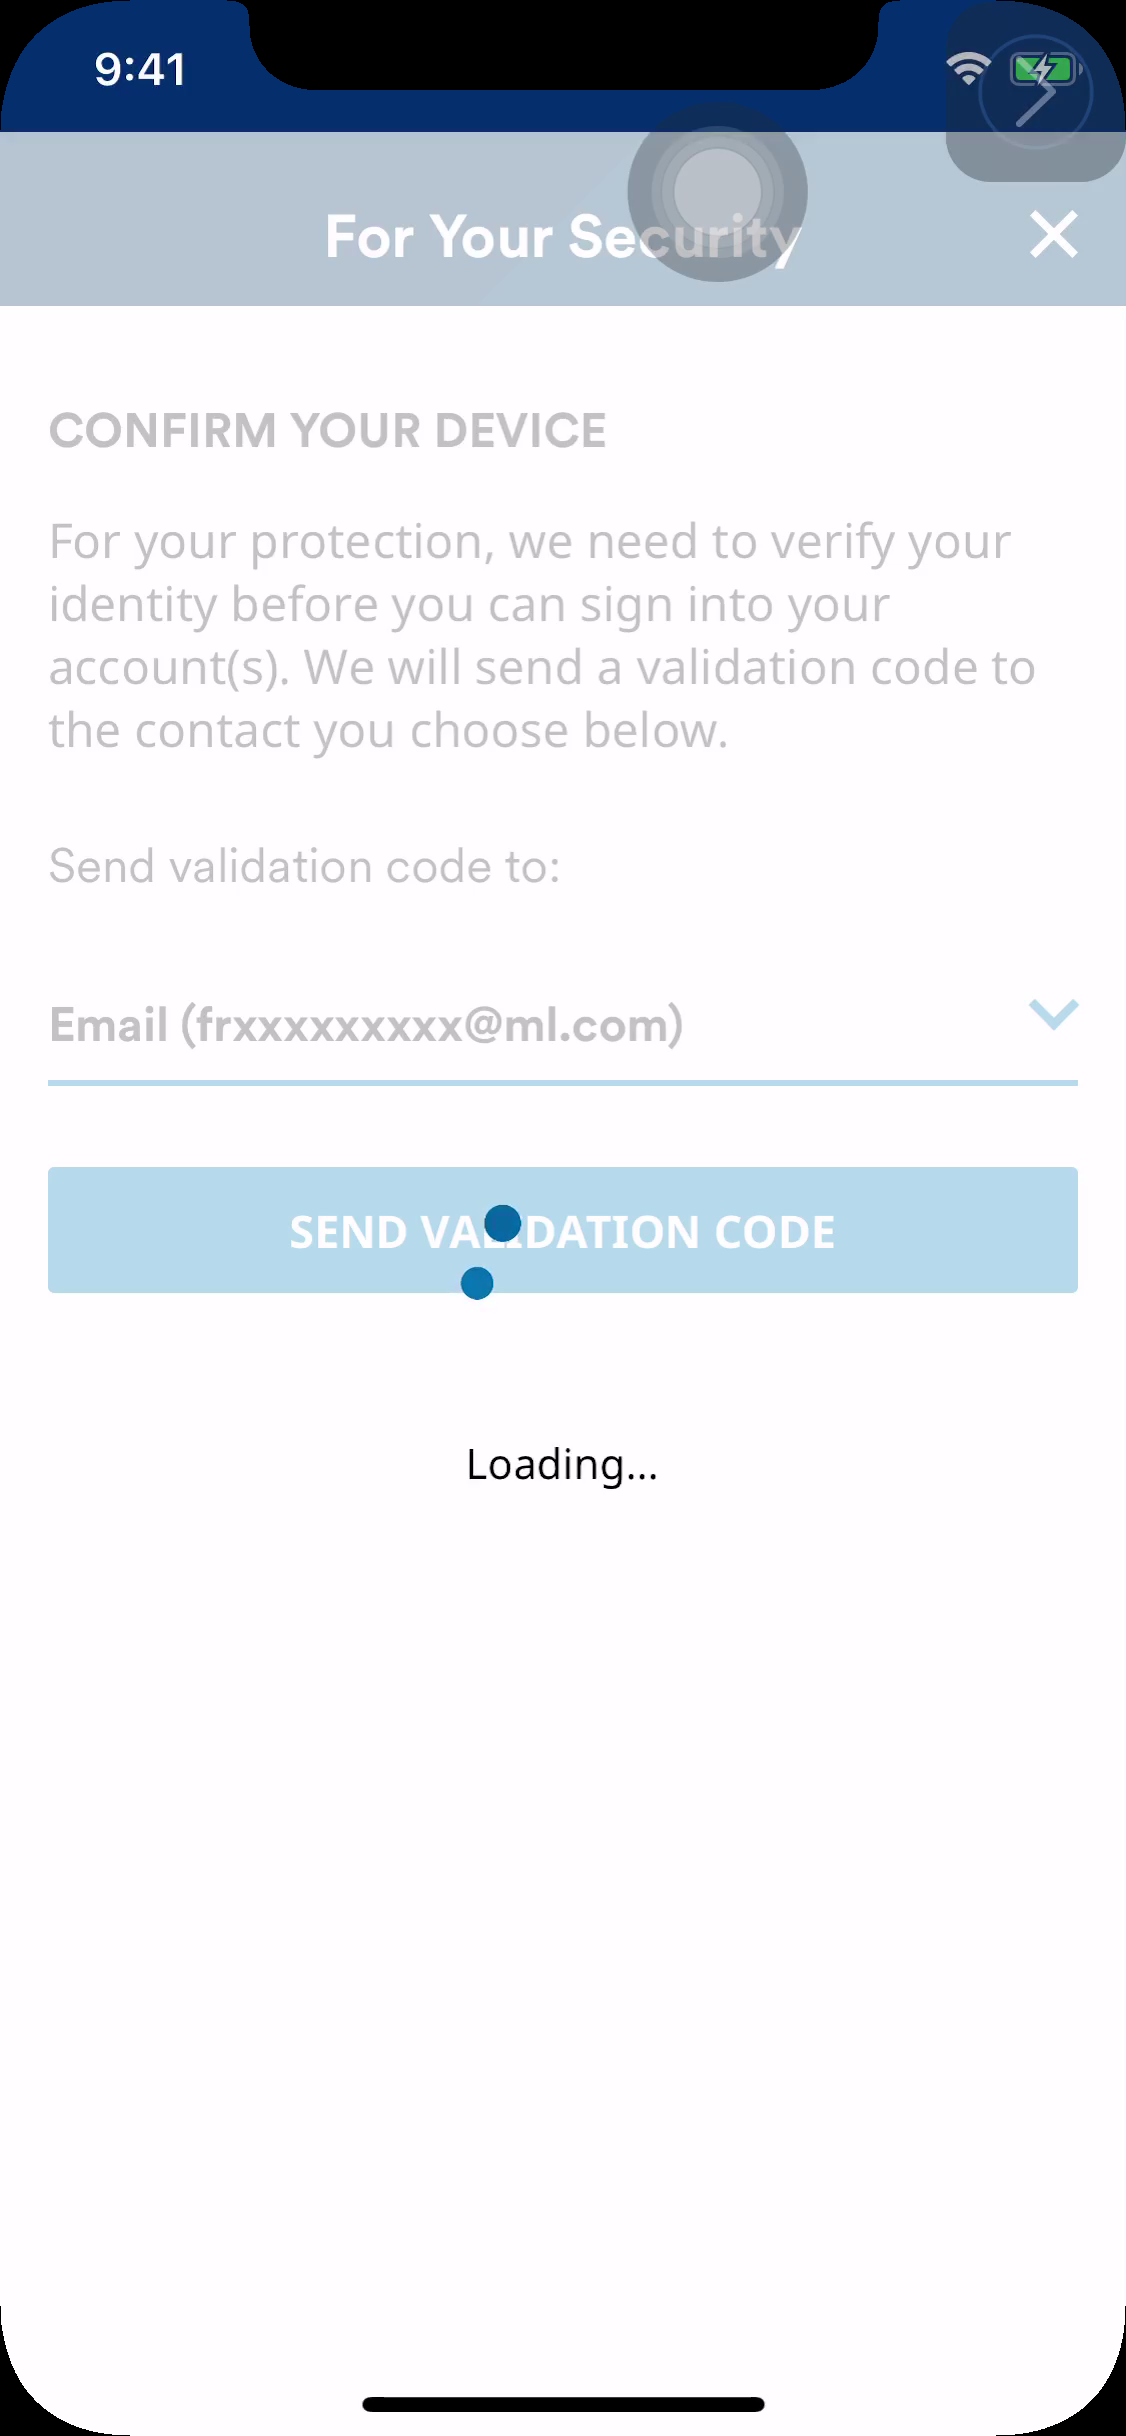 9:41
For Your Security
CONFIRM YOUR DEVICE
For your protection, we need to verify your
identity before you can sign into your
account(s). We will send a validation code to
the contact you choose below.
Send validation code to:
Email (frxxxxxxxxx@ml.com)
SEND VALIDATION CODE
Loading...